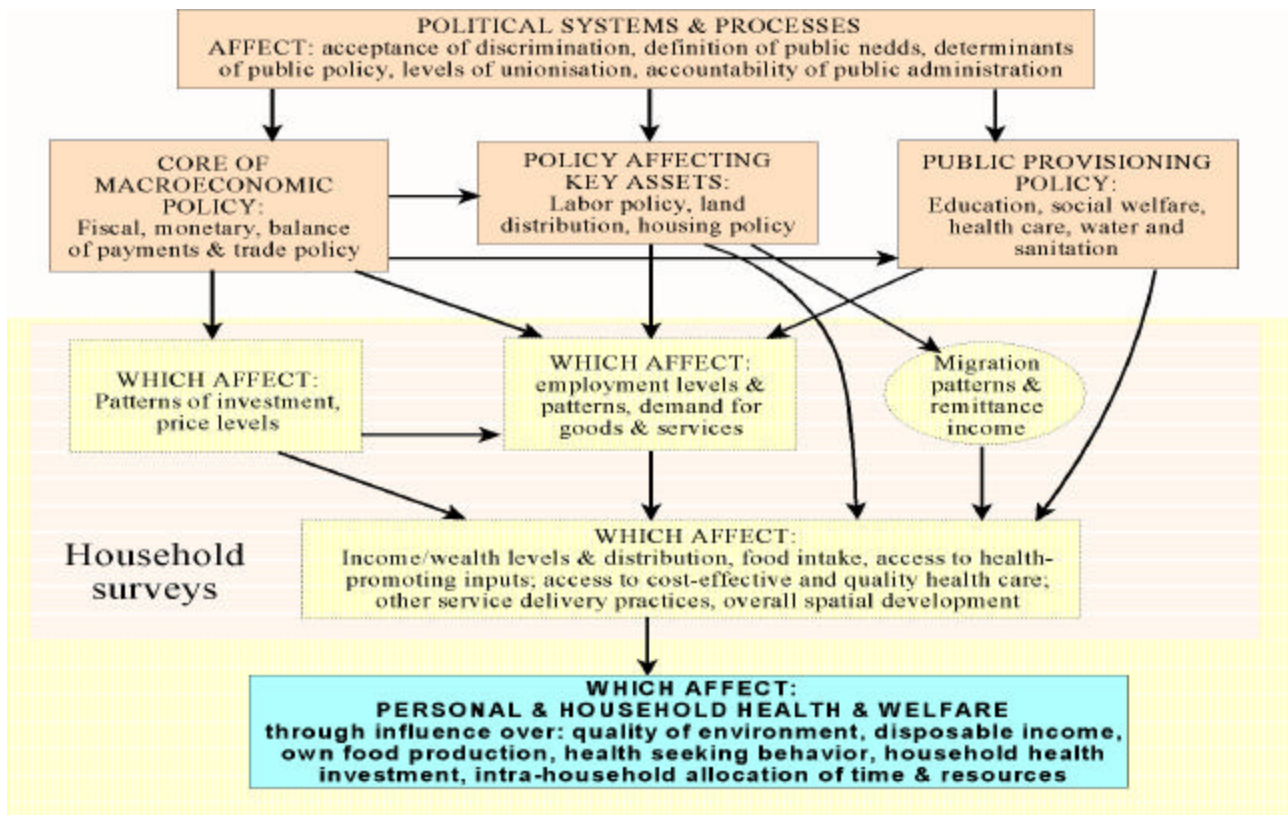 POLITICAL SYSTEMS & PROCESSES
AFFECT: acceptance of discrimination, definition of public nedds, determinants
of public policy, levels of unionisation, accountability of public administration
CORE OF
MACROECONOMIC
POLICY:
Fiscal, monetary, balance
of payments & trade policy
POLICY AFFECTING
KEY ASSETS:
Labor policy, land
distribution, housing policy
PUBLIC PROVISIONING
POLICY:
Education, social welfare,
health care, water and
sanitation
WHICH AFFECT:
Patterns of investment,
price levels
WHICH AFFECT:
employment levels &
patterns, demand for
goods & services
Migration
patterns &
remittance
income
Household
surveys
WHICH AFFECT:
Income/wealth levels & distribution, food intake, access to health-
promoting inputs; access to cost-effective and quality health care;
other service delivery practices, overall spatial development
WHICH AFFECT:
PERSONAL & HOUSEHOLD HEALTH & WELFARE
through influence over: quality of environment, disposable income,
own food production, health seeking behavior, household health
investment, intra-household allocation of time & resources